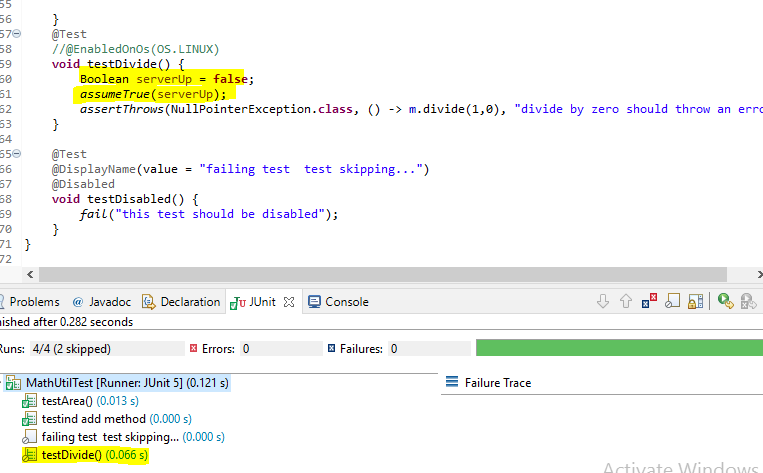 55
56 }
57 @Test
58 //@EnabledOnOs(OS.LINUX)
59 void testDivide() {
60 Boolean serverUp = false;
61 assumeTrue(serverUp);
62 assertThrows(NullPointerException.class, () -> m.divide(1,0), "divide by zero should throw an erro
63 }
64
65 @Test
66 @DisplayName(value = "failing test  test skipping...")
67 @Disabled
68 void testDisabled() {
69 fail("this test should be disabled");
70 }
71 }
72
Problems @ Javadoc Declaration JUnit Console
nished after 0.282 seconds
Runs: 4/4 (2 skipped) Errors: 0 Failures: 0
MathUtilTest [Runner: JUnit 5] (0.121 s)
Failure Trace
testArea() (0.013 s)
testind add method (0.000 s)
failing test  test skipping... (0.000 s)
testDivide() (0.066 s)
Activate Windows